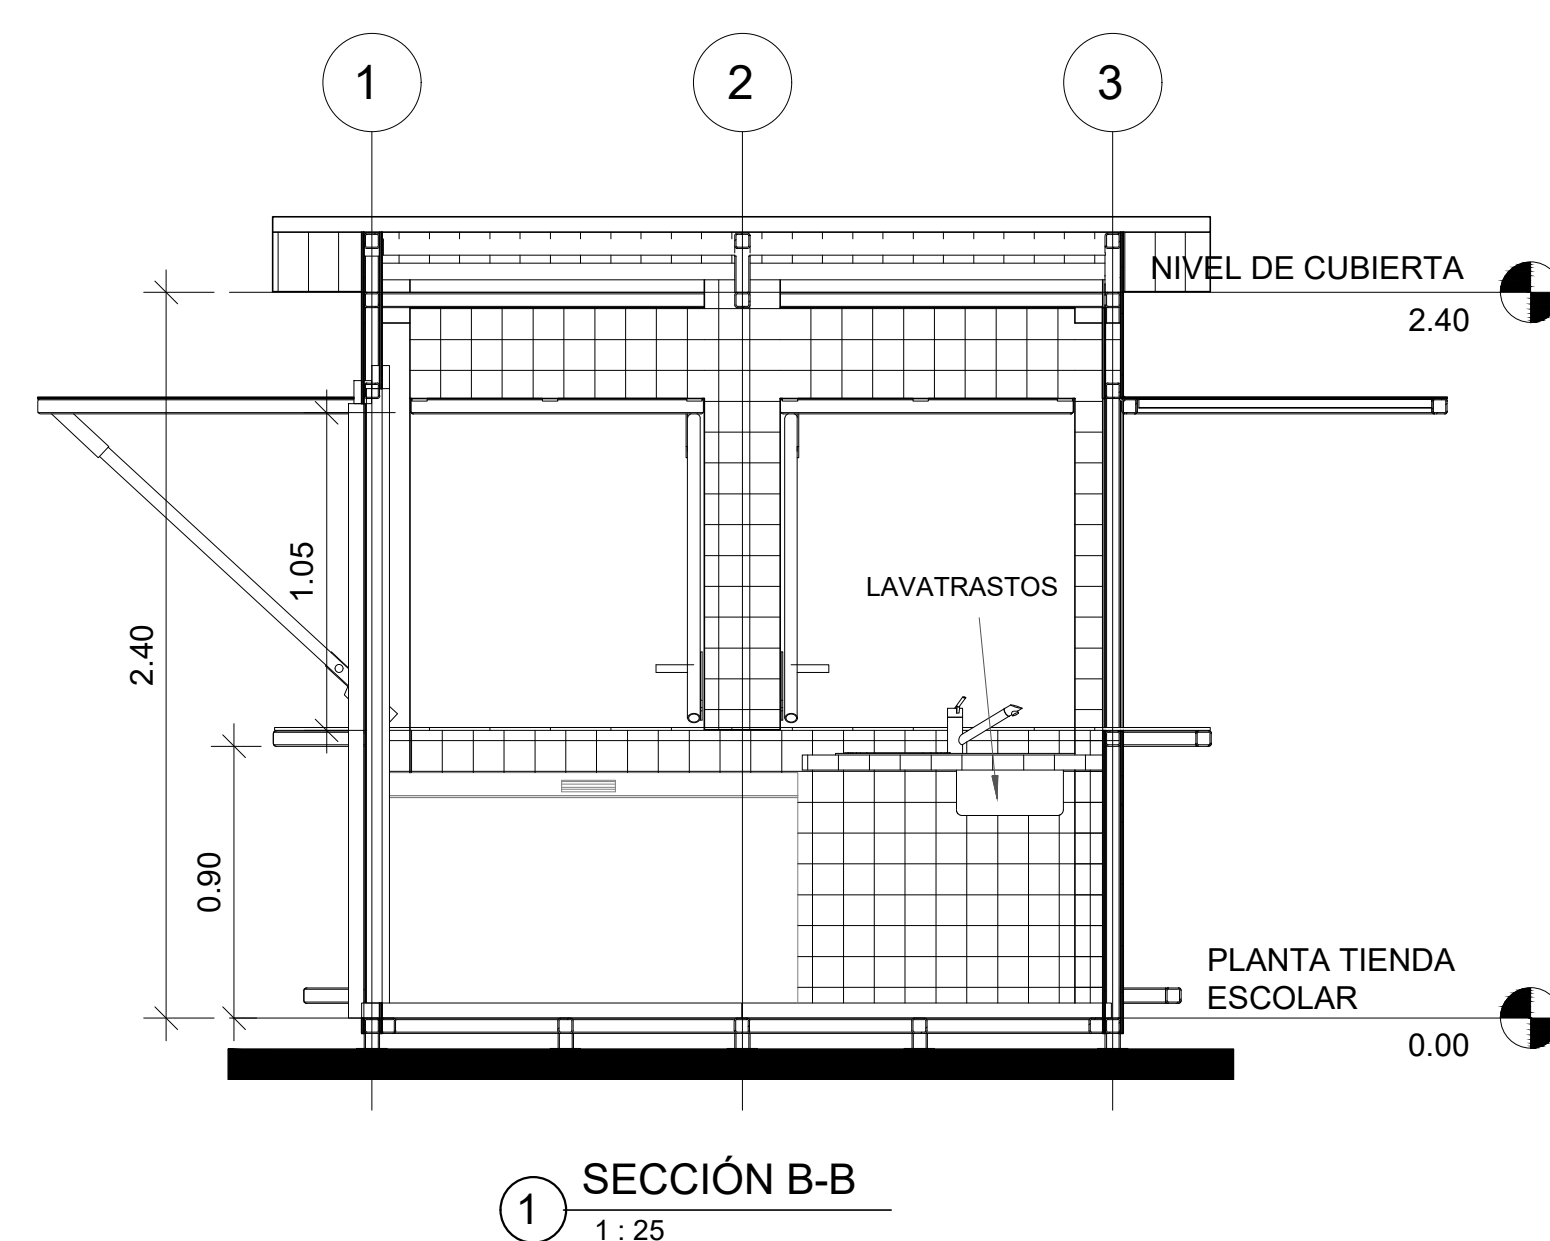 1
2
3
NIVEL DE CUBIERTA
2.40
1.05
LAVATRASTOS
2.40
0.90
PLANTA TIENDA
ESCOLAR
0.00
1
SECCIÓN B-B
1 : 25